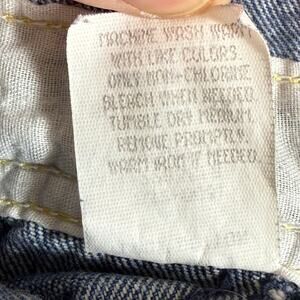 MACHINE WASH WARM
WITH LIKE COLORS.
ONLY NON-CHLORINE
BLEACH WHEN NEEDED.
TUMBLE DRY MEDIUM.
REMOVE PROMPTLY.
WARM IRON IF NEEDED.